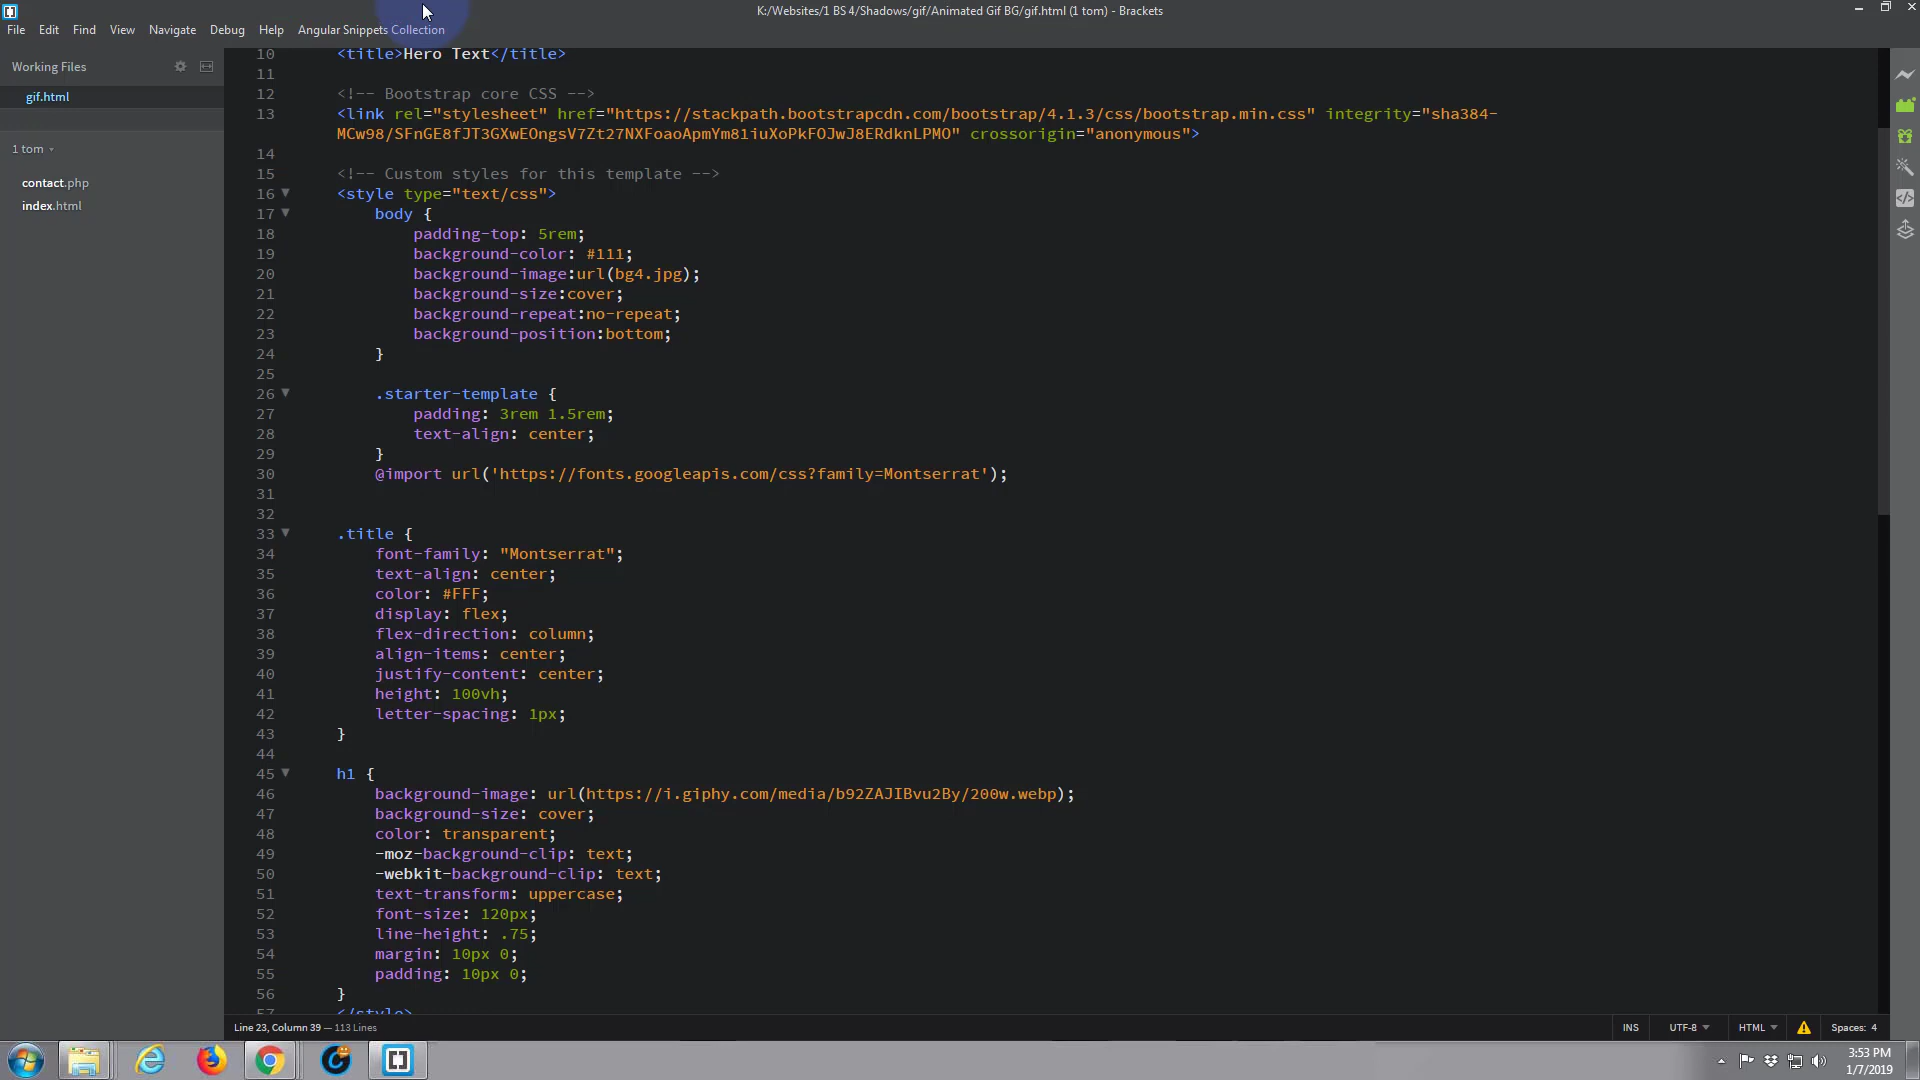 K:/Websites/1 BS 4/Shadows/gif/Animated Gif BG/gif.html (1 tom) - Brackets
File Edit Find View Navigate Debug Help Angular Snippets Collection
Working Files
gif.html
1 tom
contact.php
index.html
10 <title>Hero Text</title>
11
12 <!-- Bootstrap core CSS -->
13 <link rel="stylesheet" href="https://stackpath.bootstrapcdn.com/bootstrap/4.1.3/css/bootstrap.min.css" integrity="sha384-
MCw98/SFnGE8fJT3GXwEOngsV7Zt27NXFoaoApmYm81iuXoPkFOJwJ8ERdknLPMO" crossorigin="anonymous">
14
15 <!-- Custom styles for this template -->
16 <style type="text/css">
17 body {
18 padding-top: 5rem;
19 background-color: #111;
20 background-image:url(bg4.jpg);
21 background-size:cover;
22 background-repeat:no-repeat;
23 background-position:bottom;
24 }
25
26 .starter-template {
27 padding: 3rem 1.5rem;
28 text-align: center;
29 }
30 @import url('https://fonts.googleapis.com/css?family=Montserrat');
31
32
33 .title {
34 font-family: "Montserrat";
35 text-align: center;
36 color: #FFF;
37 display: flex;
38 flex-direction: column;
39 align-items: center;
40 justify-content: center;
41 height: 100vh;
42 letter-spacing: 1px;
43 }
44
45 h1 {
46 background-image: url(https://i.giphy.com/media/b92ZAJIBvu2By/200w.webp);
47 background-size: cover;
48 color: transparent;
49 -moz-background-clip: text;
50 -webkit-background-clip: text;
51 text-transform: uppercase;
52 font-size: 120px;
53 line-height: .75;
54 margin: 10px 0;
55 padding: 10px 0;
56 }
57 </style>
Line 23, Column 39 — 113 Lines
INS UTF-8 HTML Spaces: 4
3:53 PM
1/7/2019